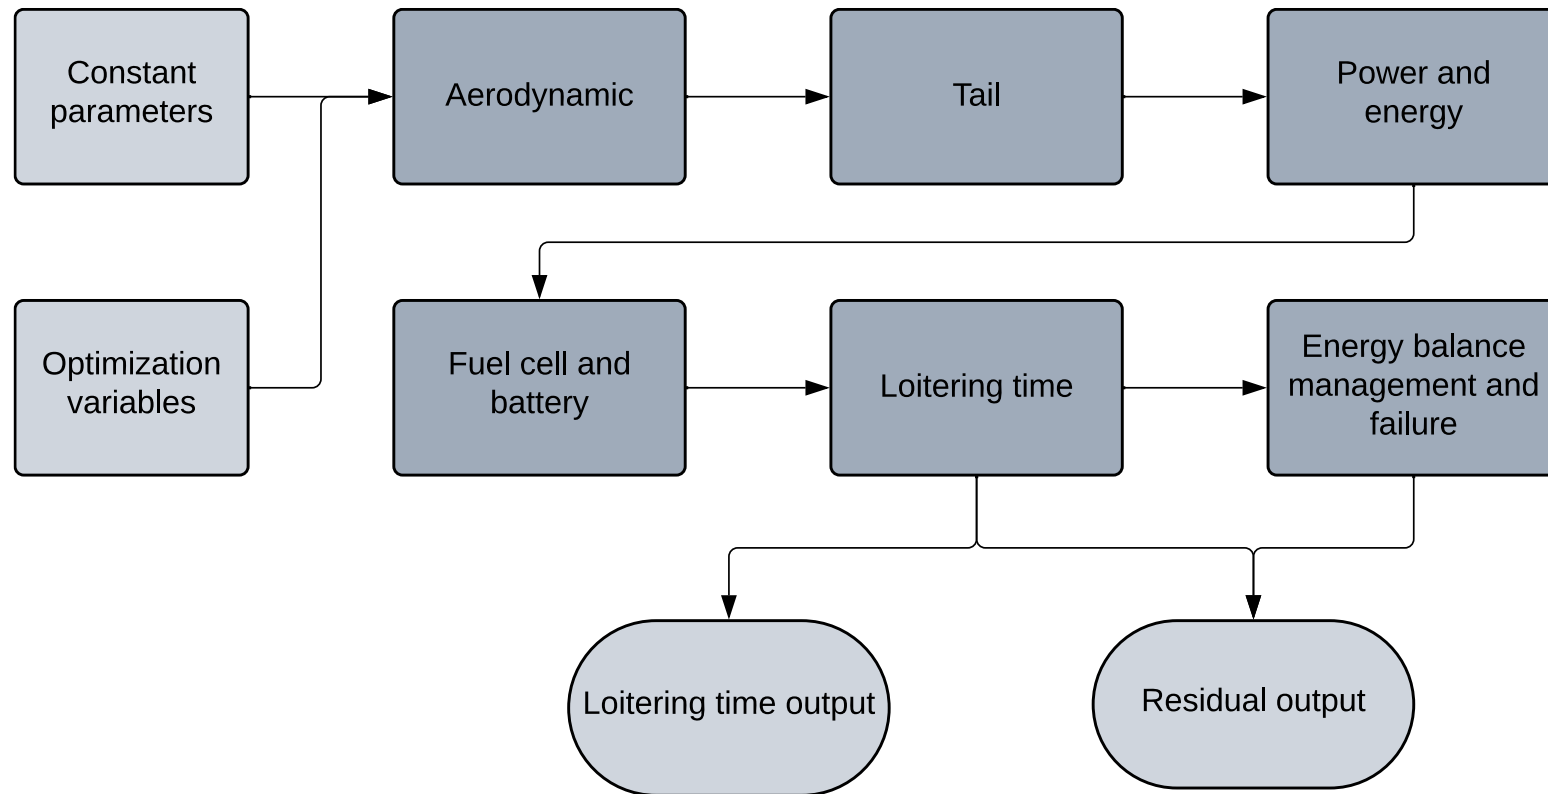 Constant
parameters
Aerodynamic
Tail
Power and
energy
Optimization
variables
Fuel cell and
battery
Loitering time
Energy balance
management and
failure
Loitering time output
Residual output